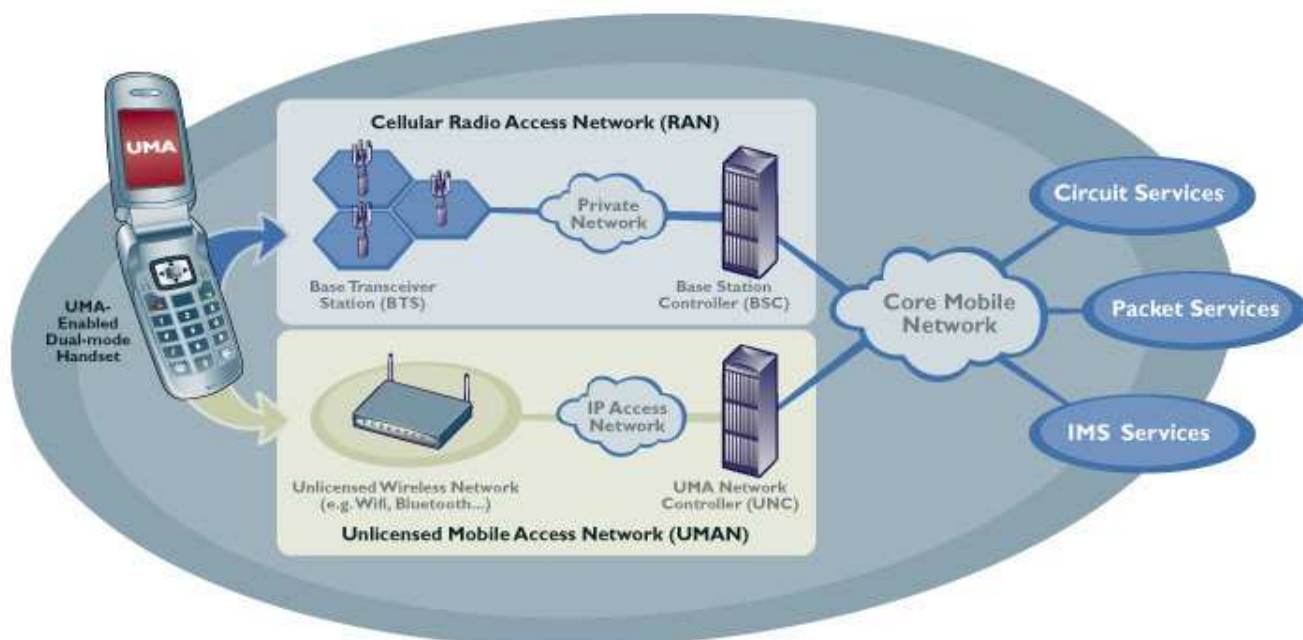 Cellular Radio Access Network (RAN)
UMA
Private
Network
Base Transceiver
Station (BTS)
Base Station
Controller (BSC)
UMA-
Enabled
Dual-mode
Handset
Core Mobile
Network
Circuit Services
Packet Services
IMS Services
IP Access
Network
Unlicensed Wireless Network
(e.g. Wifi, Bluetooth...)
UMA Network
Controller (UNC)
Unlicensed Mobile Access Network (UMAN)